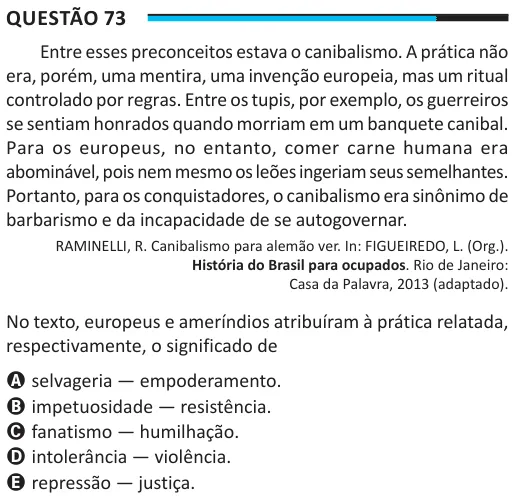 QUESTÃO 73
Entre esses preconceitos estava o canibalismo. A prática não
era, porém, uma mentira, uma invenção europeia, mas um ritual
controlado por regras. Entre os tupis, por exemplo, os guerreiros
se sentiam honrados quando morriam em um banquete canibal.
Para os europeus, no entanto, comer carne humana era
abominável, pois nem mesmo os leões ingeriam seus semelhantes.
Portanto, para os conquistadores, o canibalismo era sinônimo de
barbarismo e da incapacidade de se autogovernar.
RAMINELLI, R. Canibalismo para alemão ver. In: FIGUEIREDO, L. (Org.).
História do Brasil para ocupados. Rio de Janeiro:
Casa da Palavra, 2013 (adaptado).
No texto, europeus e ameríndios atribuíram à prática relatada,
respectivamente, o significado de
A selvageria — empoderamento.
B impetuosidade — resistência.
C fanatismo — humilhação.
D intolerância — violência.
E repressão — justiça.